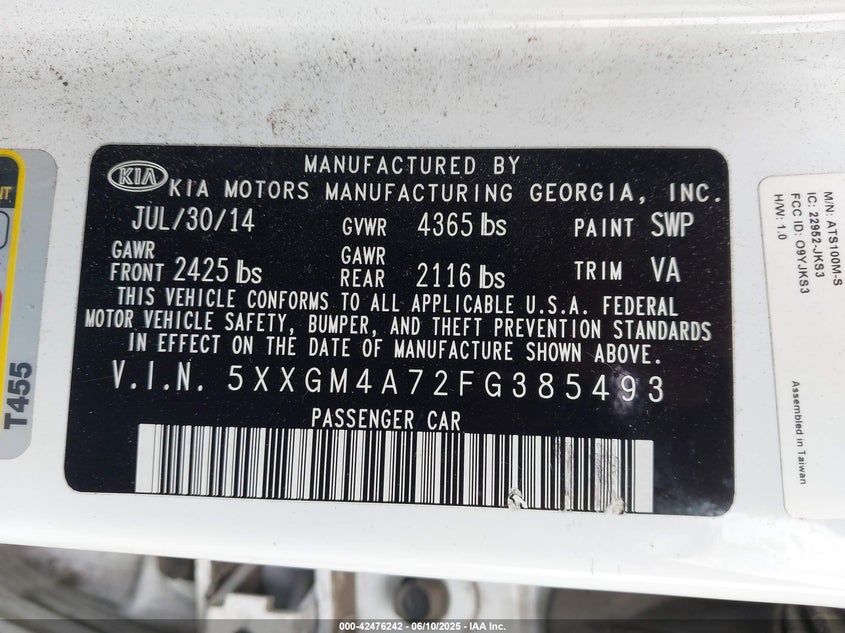 MANUFACTURED BY
KIA KIA MOTORS MANUFACTURING GEORGIA, INC.
JUL/30/14 GVWR 4365 lbs PAINT SWP
GAWR FRONT 2425 lbs GAWR REAR 2116 lbs TRIM VA
THIS VEHICLE CONFORMS TO ALL APPLICABLE U.S.A. FEDERAL
MOTOR VEHICLE SAFETY, BUMPER, AND THEFT PREVENTION STANDARDS
IN EFFECT ON THE DATE OF MANUFACTURE SHOWN ABOVE.
V.I.N. 5XXGM4A72FG385493
PASSENGER CAR
T455
M/N: ATS100M-S
IC: 22952-JKS3
FCC ID: O9YJKS3
H/W: 1.0
Assembled in Taiwan
000-42476242 - 06/10/2025 - IAA Inc.